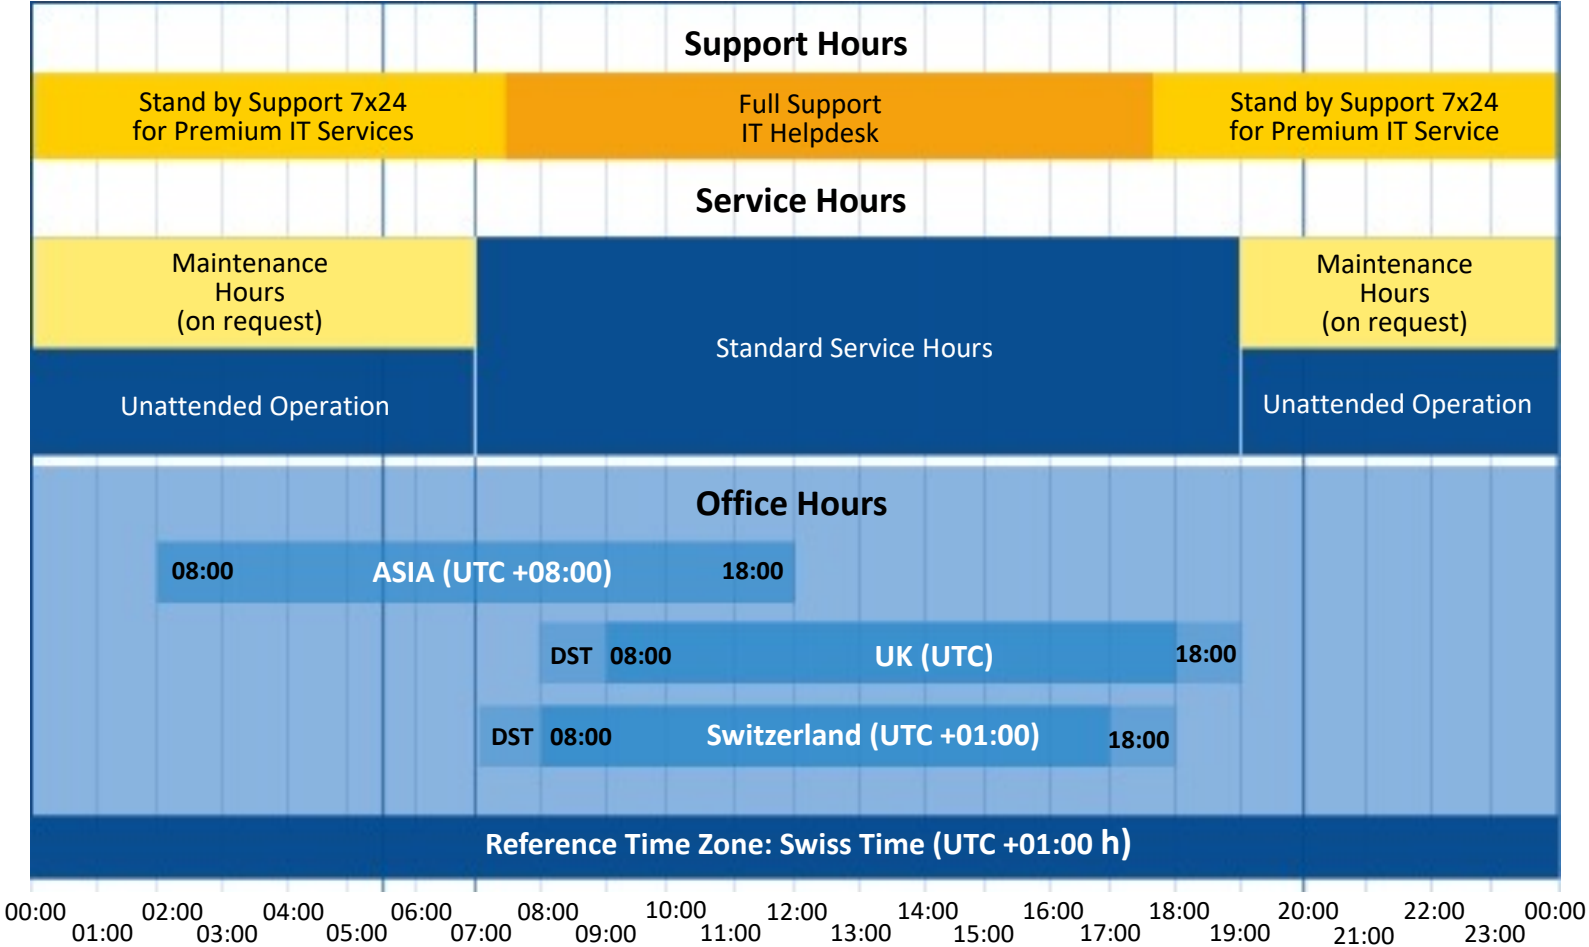 Support Hours
Stand by Support 7x24
for Premium IT Services
Full Support
IT Helpdesk
Stand by Support 7x24
for Premium IT Service
Service Hours
Maintenance
Hours
(on request)
Standard Service Hours
Maintenance
Hours
(on request)
Unattended Operation
Unattended Operation
Office Hours
08:00 ASIA (UTC +08:00) 18:00
DST 08:00 UK (UTC) 18:00
DST 08:00 Switzerland (UTC +01:00) 18:00
Reference Time Zone: Swiss Time (UTC +01:00 h)
00:00 02:00 04:00 06:00 08:00 10:00 12:00 14:00 16:00 18:00 20:00 22:00 00:00
01:00 03:00 05:00 07:00 09:00 11:00 13:00 15:00 17:00 19:00 21:00 23:00